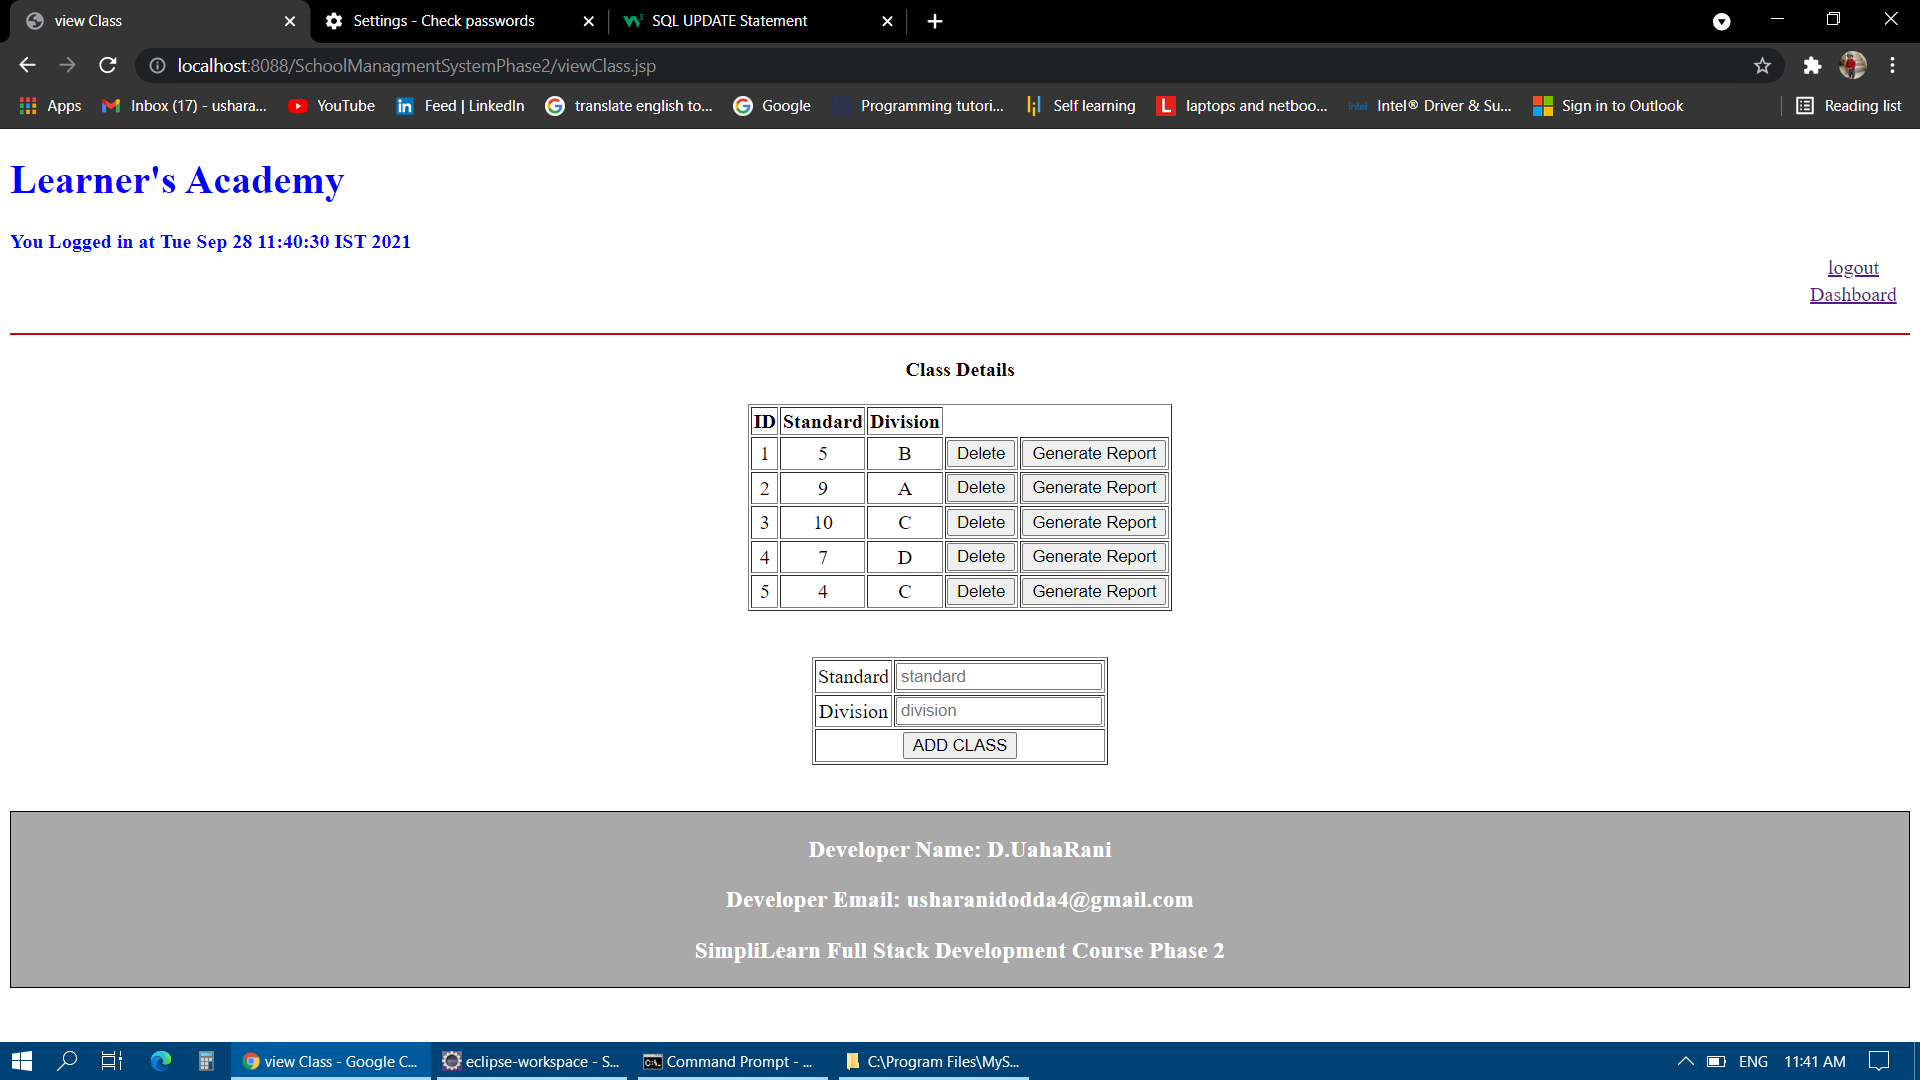 view Class
Settings - Check passwords
SQL UPDATE Statement
localhost:8088/SchoolManagmentSystemPhase2/viewClass.jsp
Apps
Inbox (17) - ushara...
YouTube
Feed | LinkedIn
translate english to...
Google
Programming tutori...
Self learning
laptops and netboo...
Intel® Driver & Su...
Sign in to Outlook
Reading list
Learner's Academy
You Logged in at Tue Sep 28 11:40:30 IST 2021
logout
Dashboard
Class Details
ID Standard Division
1 5 B Delete Generate Report
2 9 A Delete Generate Report
3 10 C Delete Generate Report
4 7 D Delete Generate Report
5 4 C Delete Generate Report
Standard standard
Division division
ADD CLASS
Developer Name: D.UahaRani
Developer Email: usharanidodda4@gmail.com
SimpliLearn Full Stack Development Course Phase 2
view Class - Google C...
eclipse-workspace - S...
Command Prompt - ...
C:\Program Files\MyS...
ENG
11:41 AM